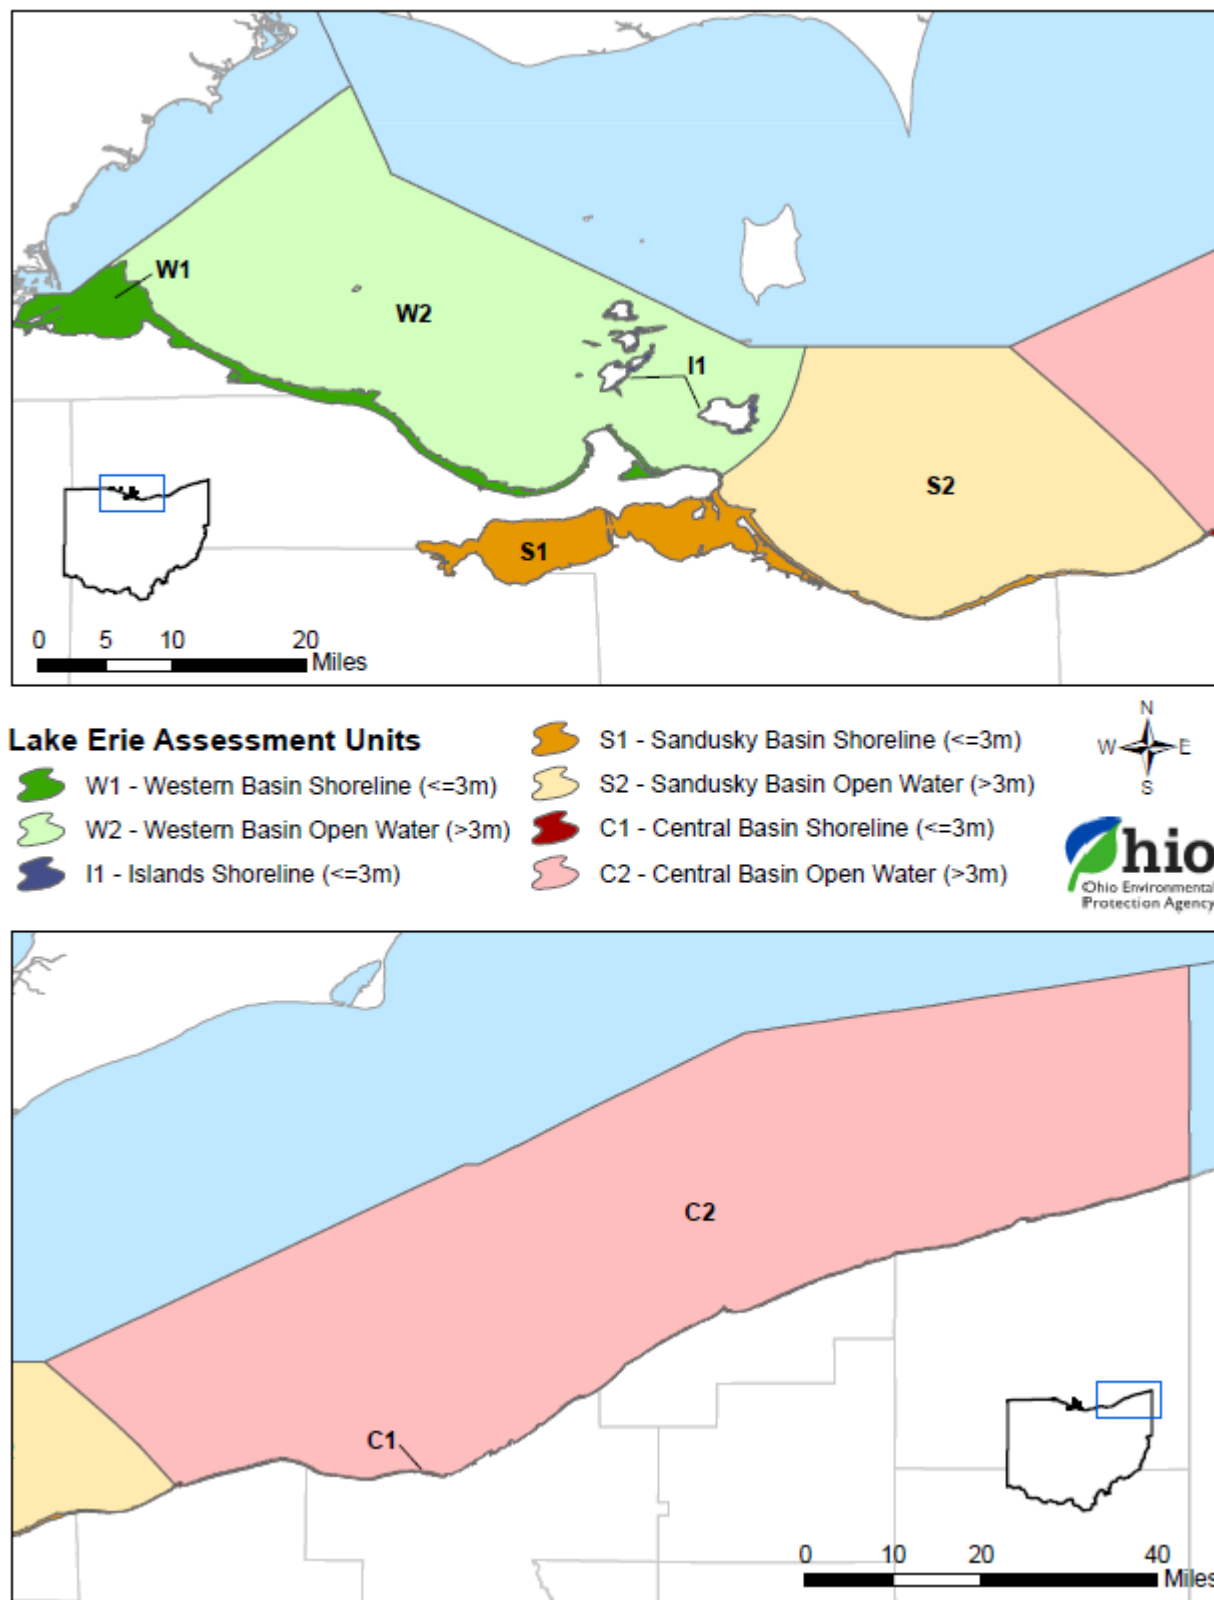 W1
W2
I1
S2
S1
0 5 10 20
Miles
Lake Erie Assessment Units
W1 - Western Basin Shoreline (<=3m)
W2 - Western Basin Open Water (>3m)
I1 - Islands Shoreline (<=3m)
S1 - Sandusky Basin Shoreline (<=3m)
S2 - Sandusky Basin Open Water (>3m)
C1 - Central Basin Shoreline (<=3m)
C2 - Central Basin Open Water (>3m)
N
W E
S
Ohio
Ohio Environmental
Protection Agency
C2
C1
0 10 20 40
Miles